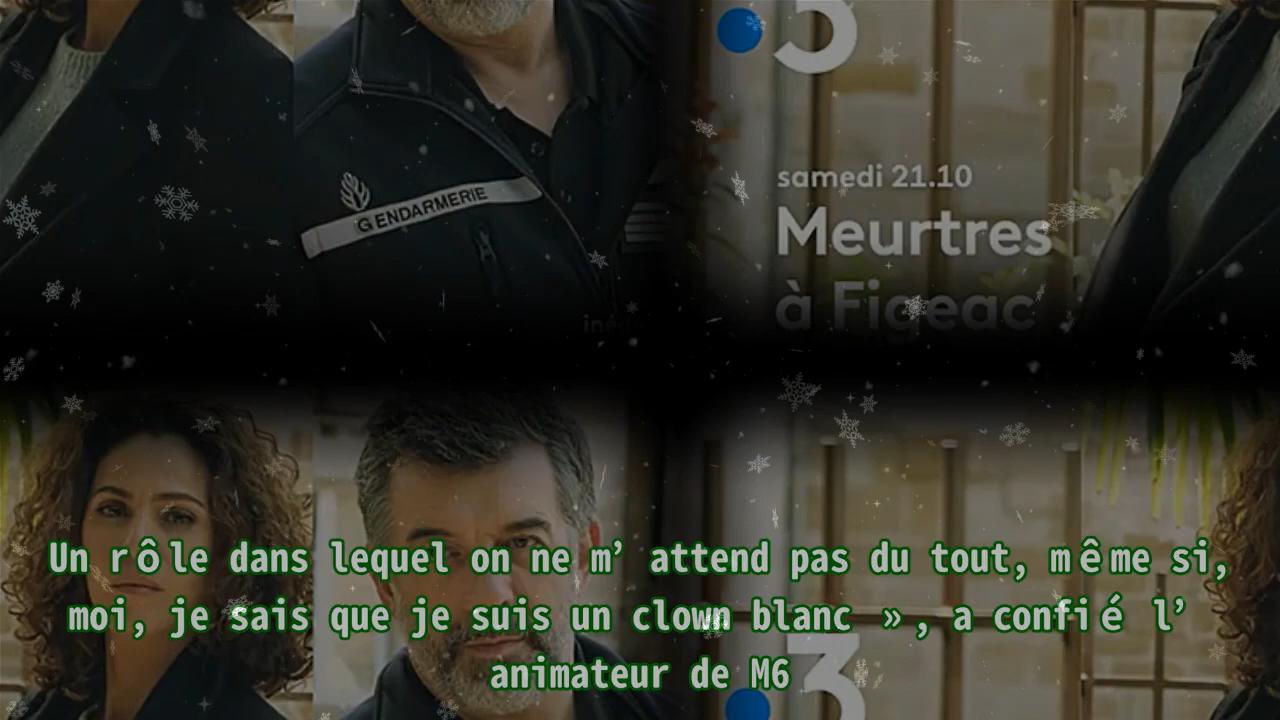 3
GENDARMERIE
samedi 21.10
Meurtres
à Figeac
Un rôle dans lequel on ne m’ attend pas du tout, même si,
moi, je sais que je suis un clown blanc », a confié l’
animateur de M6
3